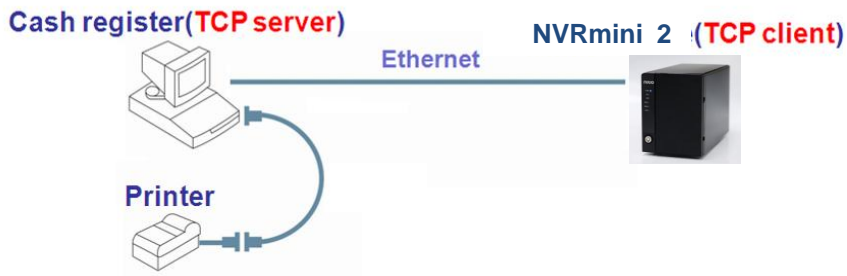 Cash register(TCP server)
NVRmini 2 :(TCP client)
Ethernet
Printer